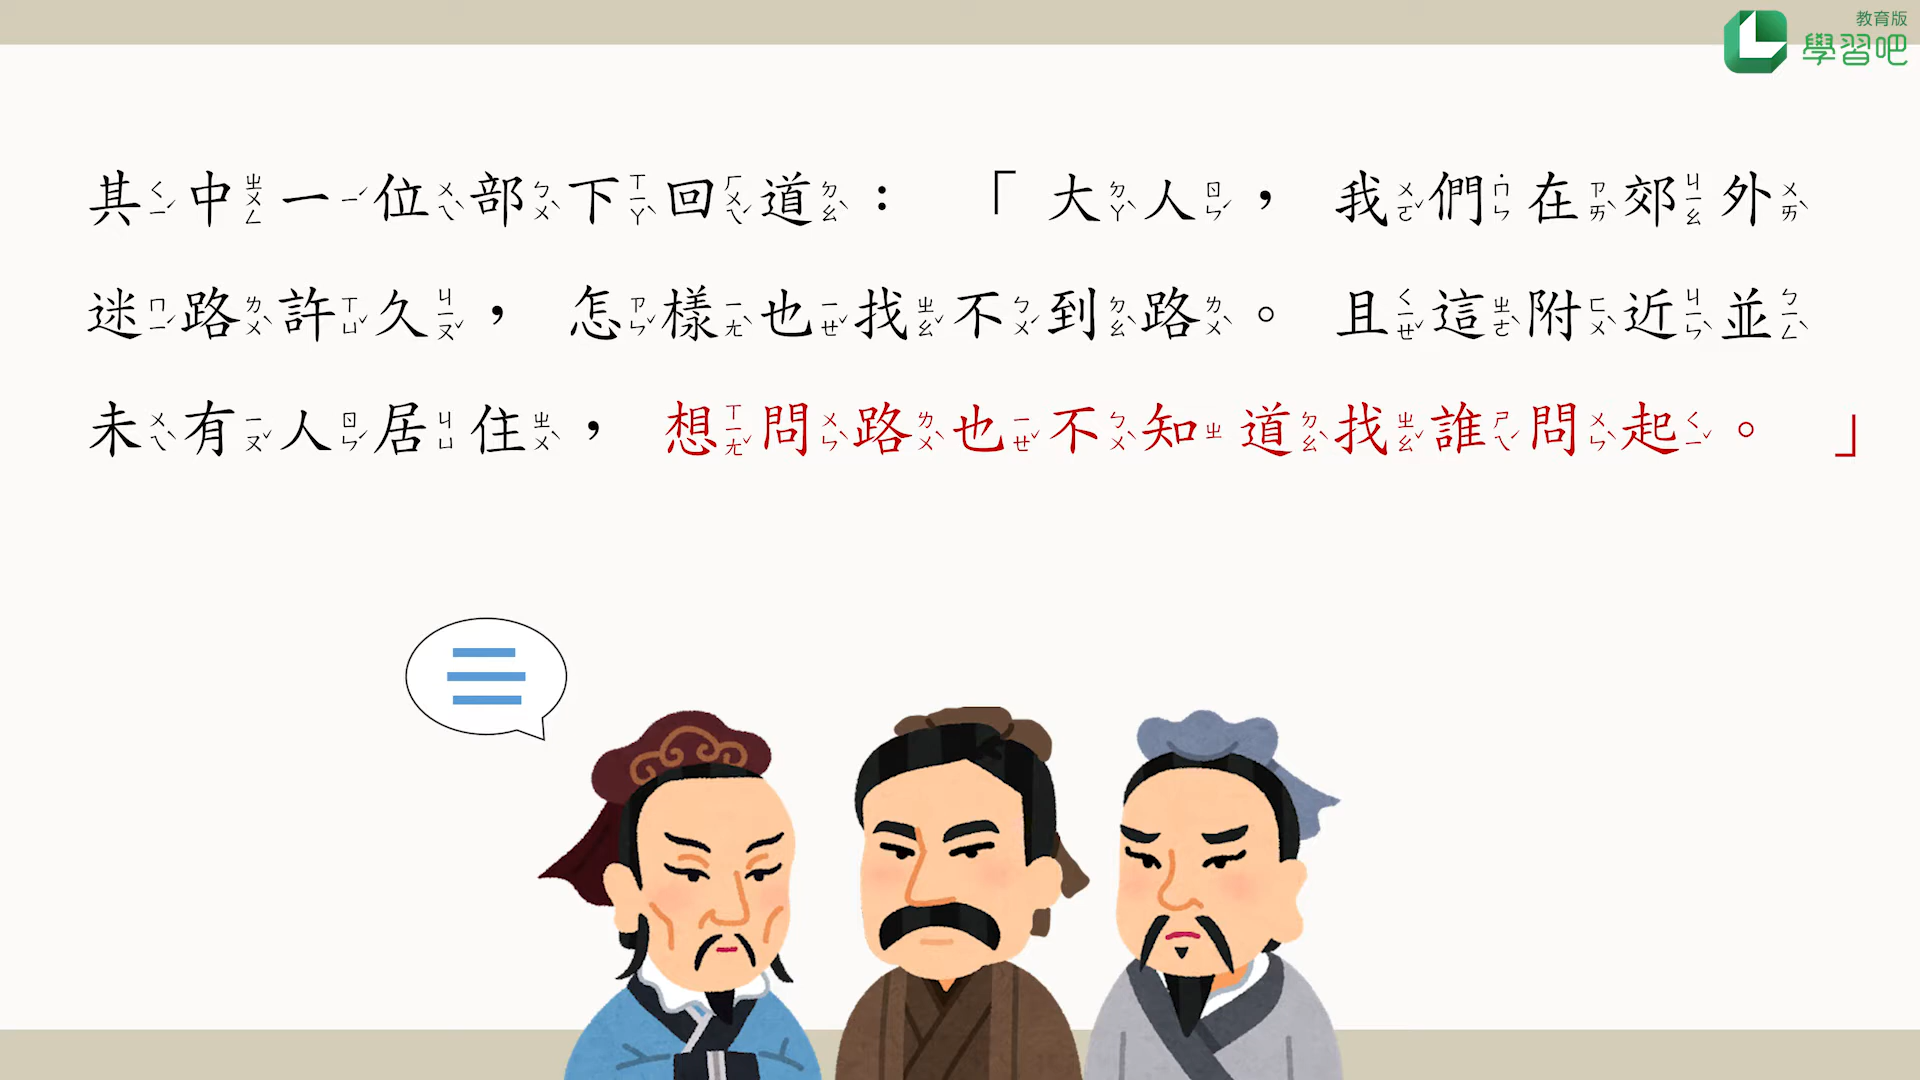 教育版
學習吧
其中一位部下回道：「大人，我們在郊外
迷路許久，怎樣也找不到路。且這附近並
未有人居住，想問路也不知道找誰問起。」